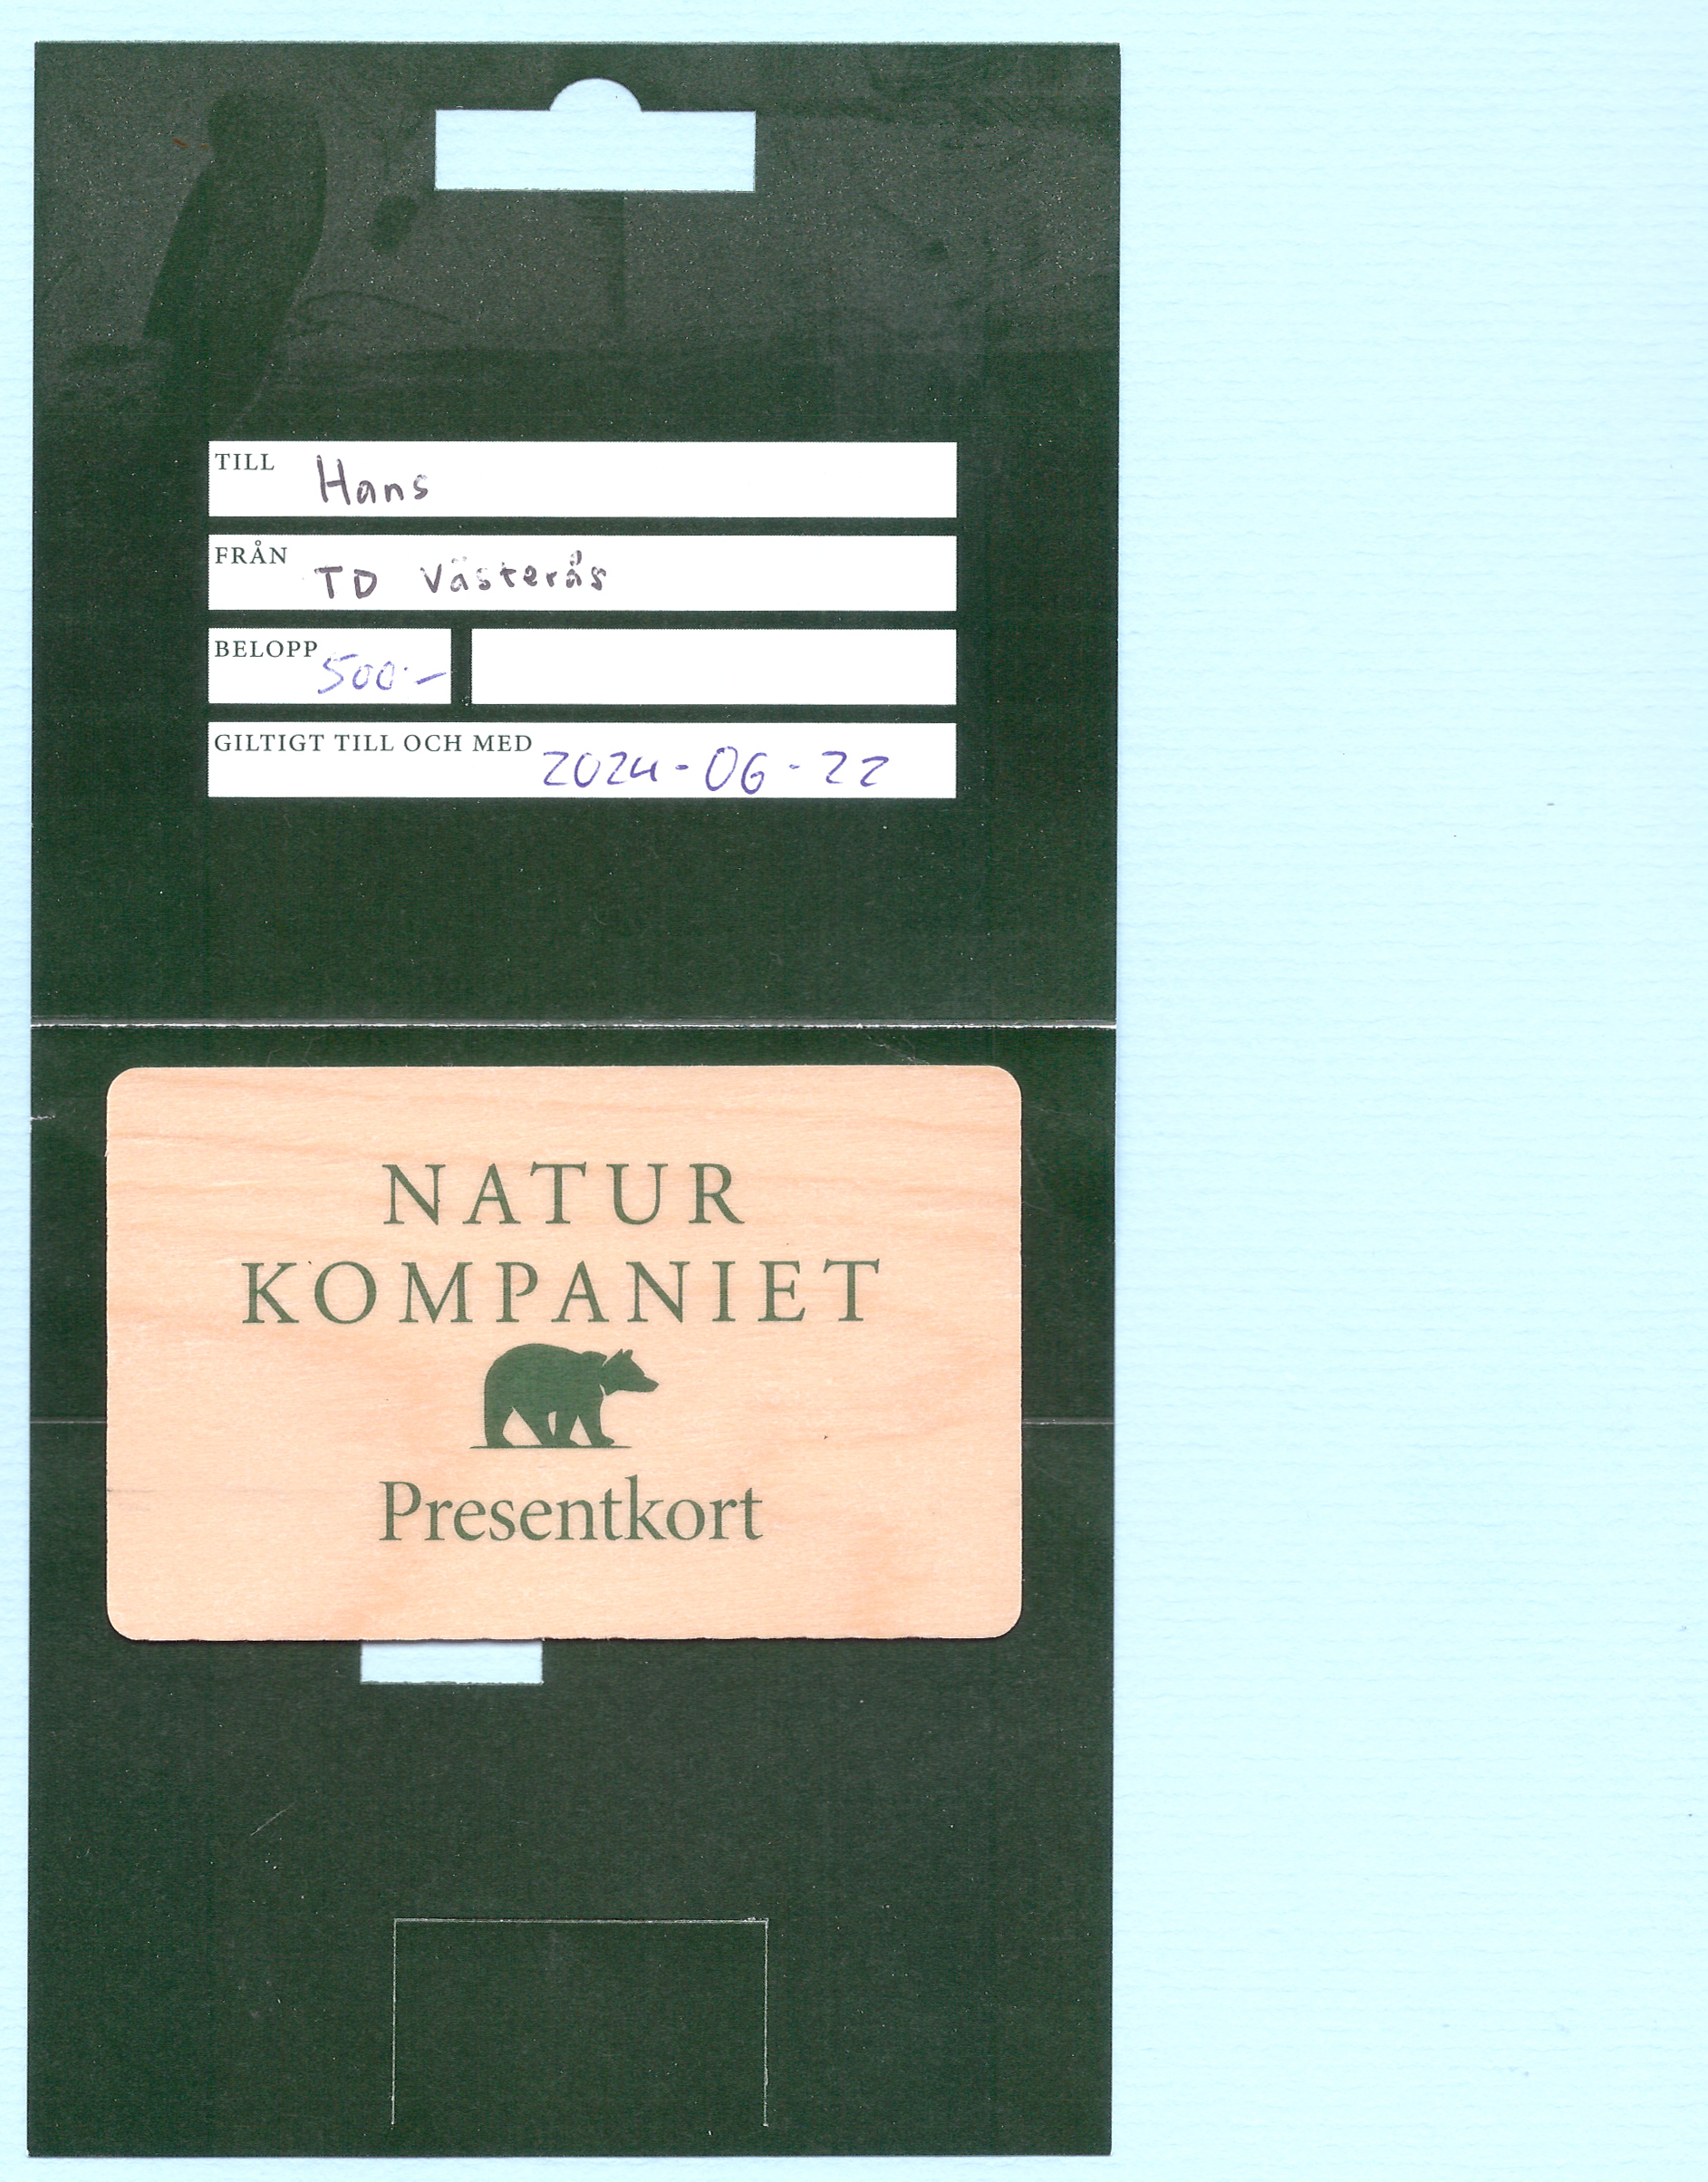 TILL Hans
FRÅN TD Västerås
BELOPP 500:-
GILTIGT TILL OCH MED 2024-06-22
NATUR
KOMPANIET
Presentkort